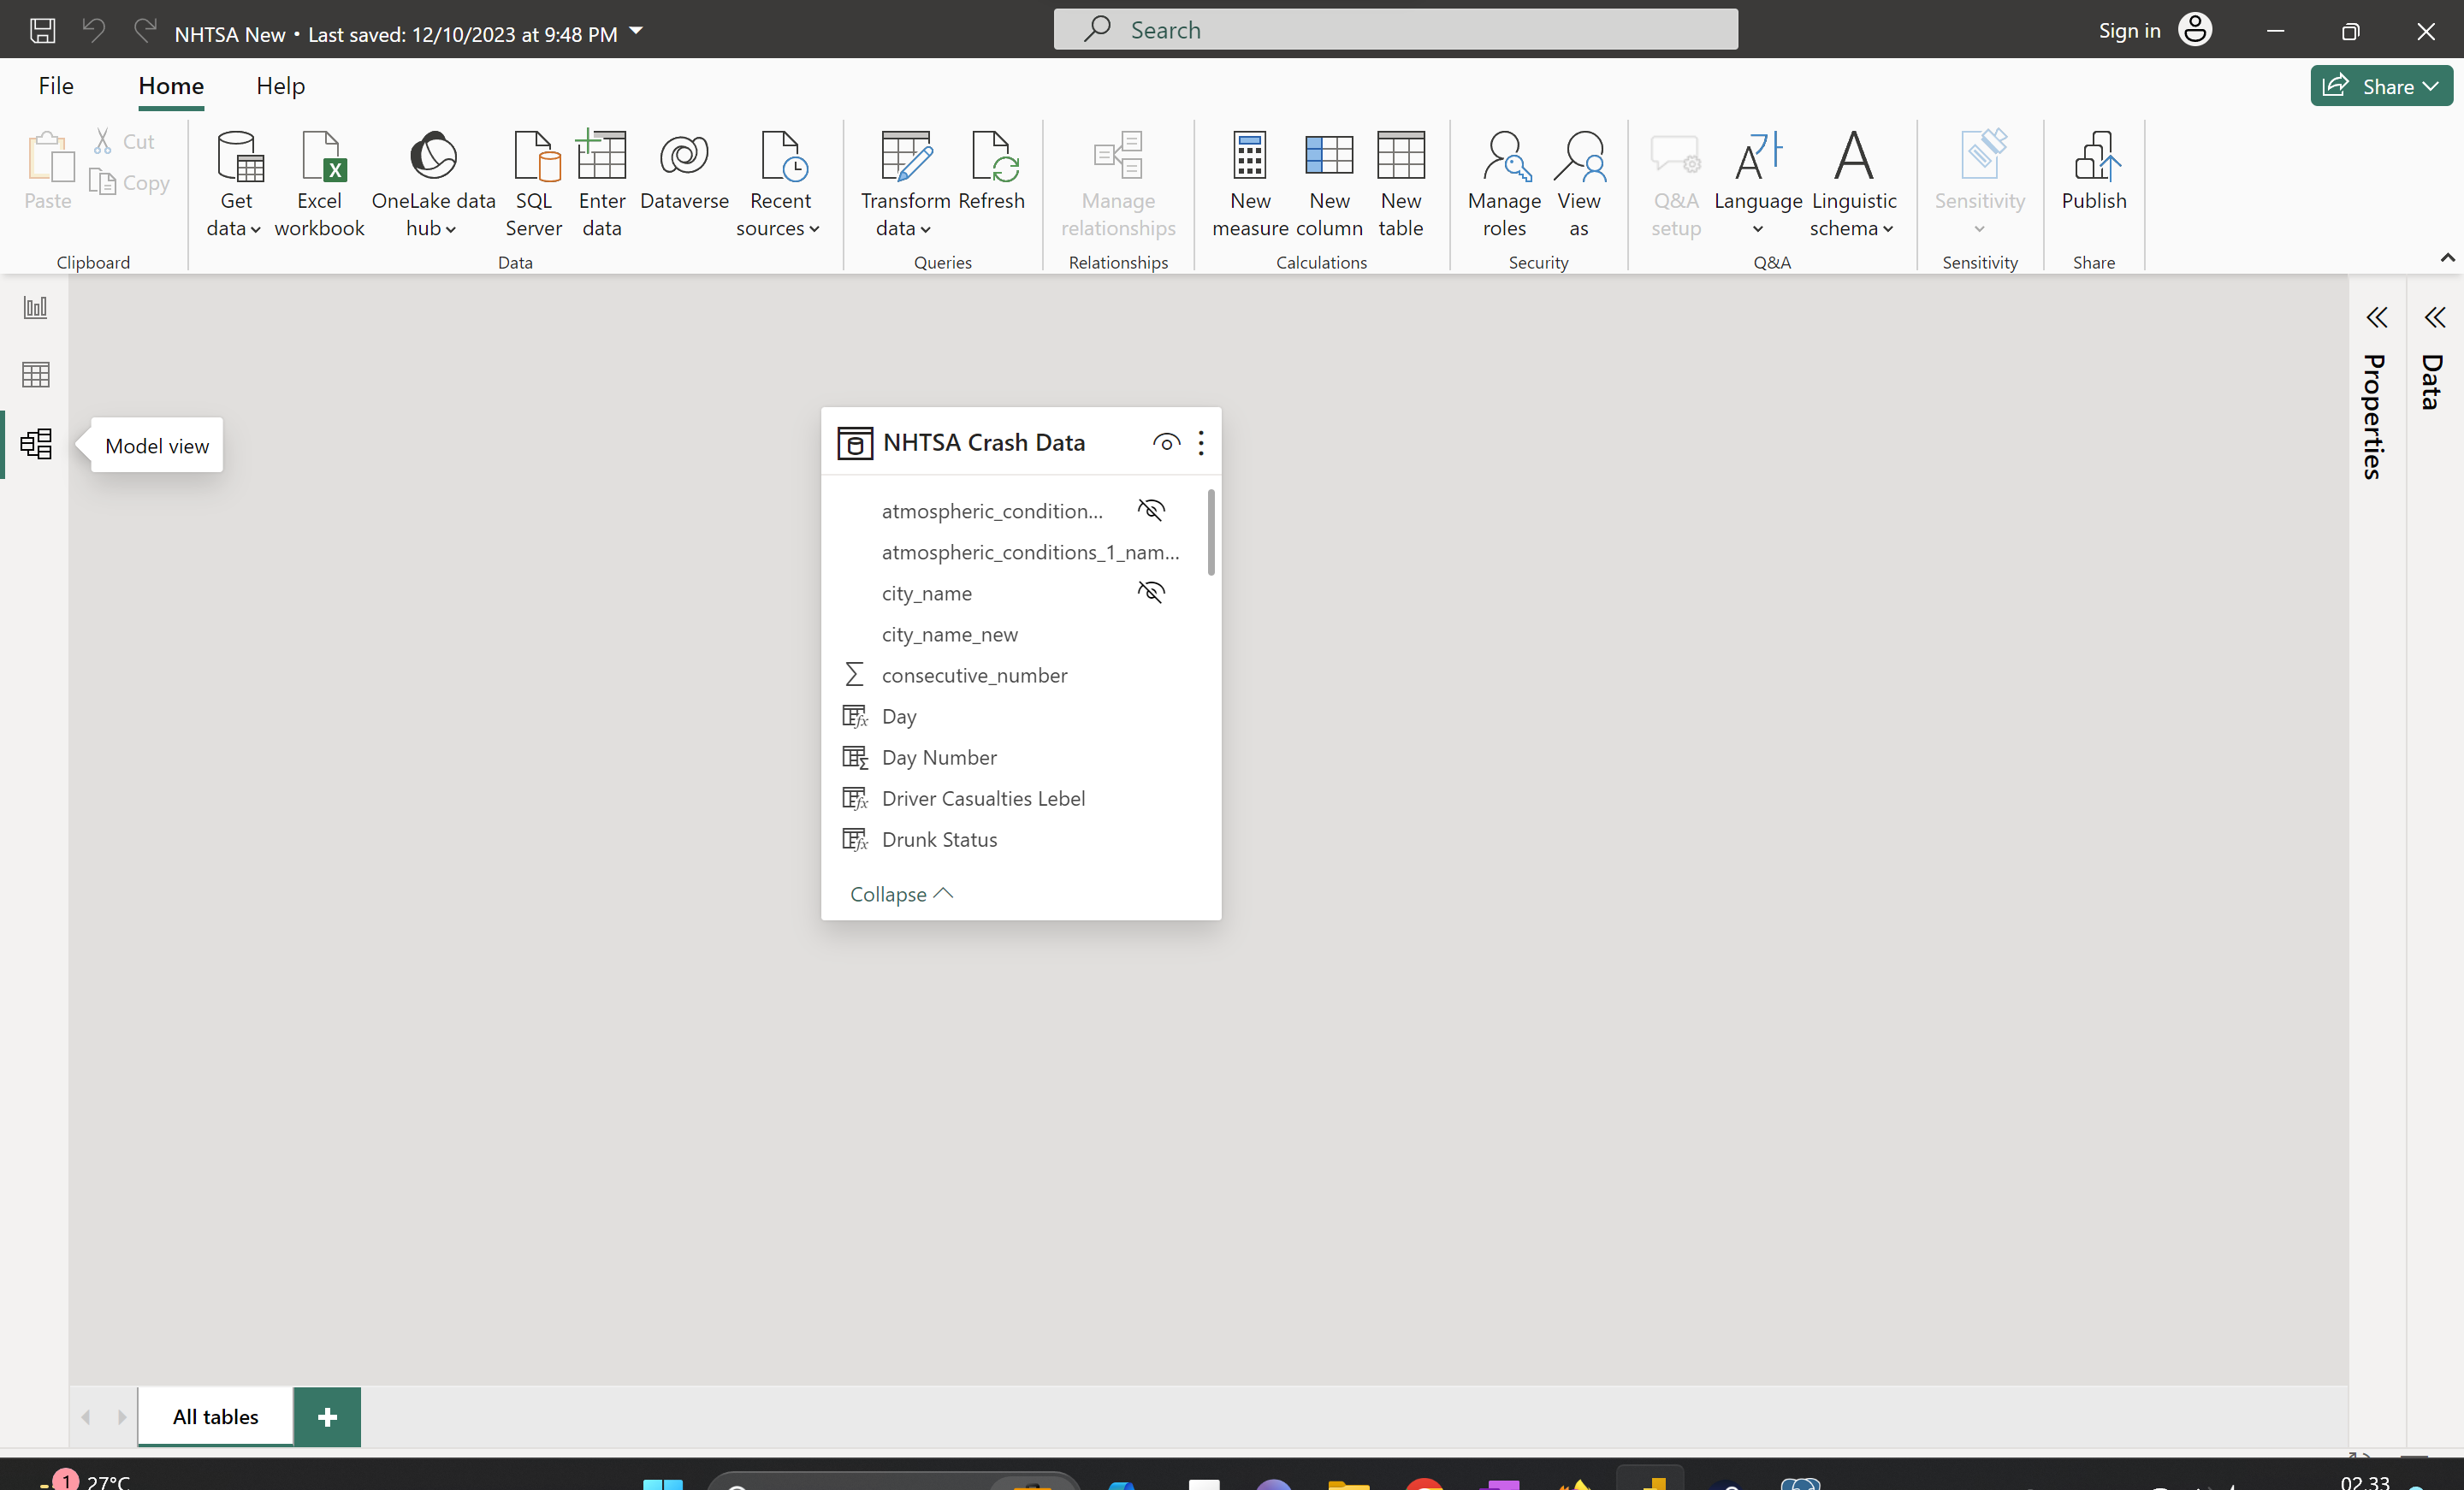 NHTSA New • Last saved: 12/10/2023 at 9:48 PM
Search
Sign in
File
Home
Help
Share
Paste
Cut
Copy
Clipboard
Get
data
Excel
workbook
OneLake data
hub
SQL
Server
Enter
data
Dataverse
Recent
sources
Data
Transform
data
Refresh
Queries
Manage
relationships
Relationships
New
measure
New
column
New
table
Calculations
Manage
roles
View
as
Security
Q&A
setup
Language
Linguistic
schema
Q&A
Sensitivity
Sensitivity
Publish
Share
Model view
NHTSA Crash Data
atmospheric_condition...
atmospheric_conditions_1_nam...
city_name
city_name_new
consecutive_number
Day
Day Number
Driver Casualties Lebel
Drunk Status
Collapse
Properties
Data
All tables
1
27°C
02.33